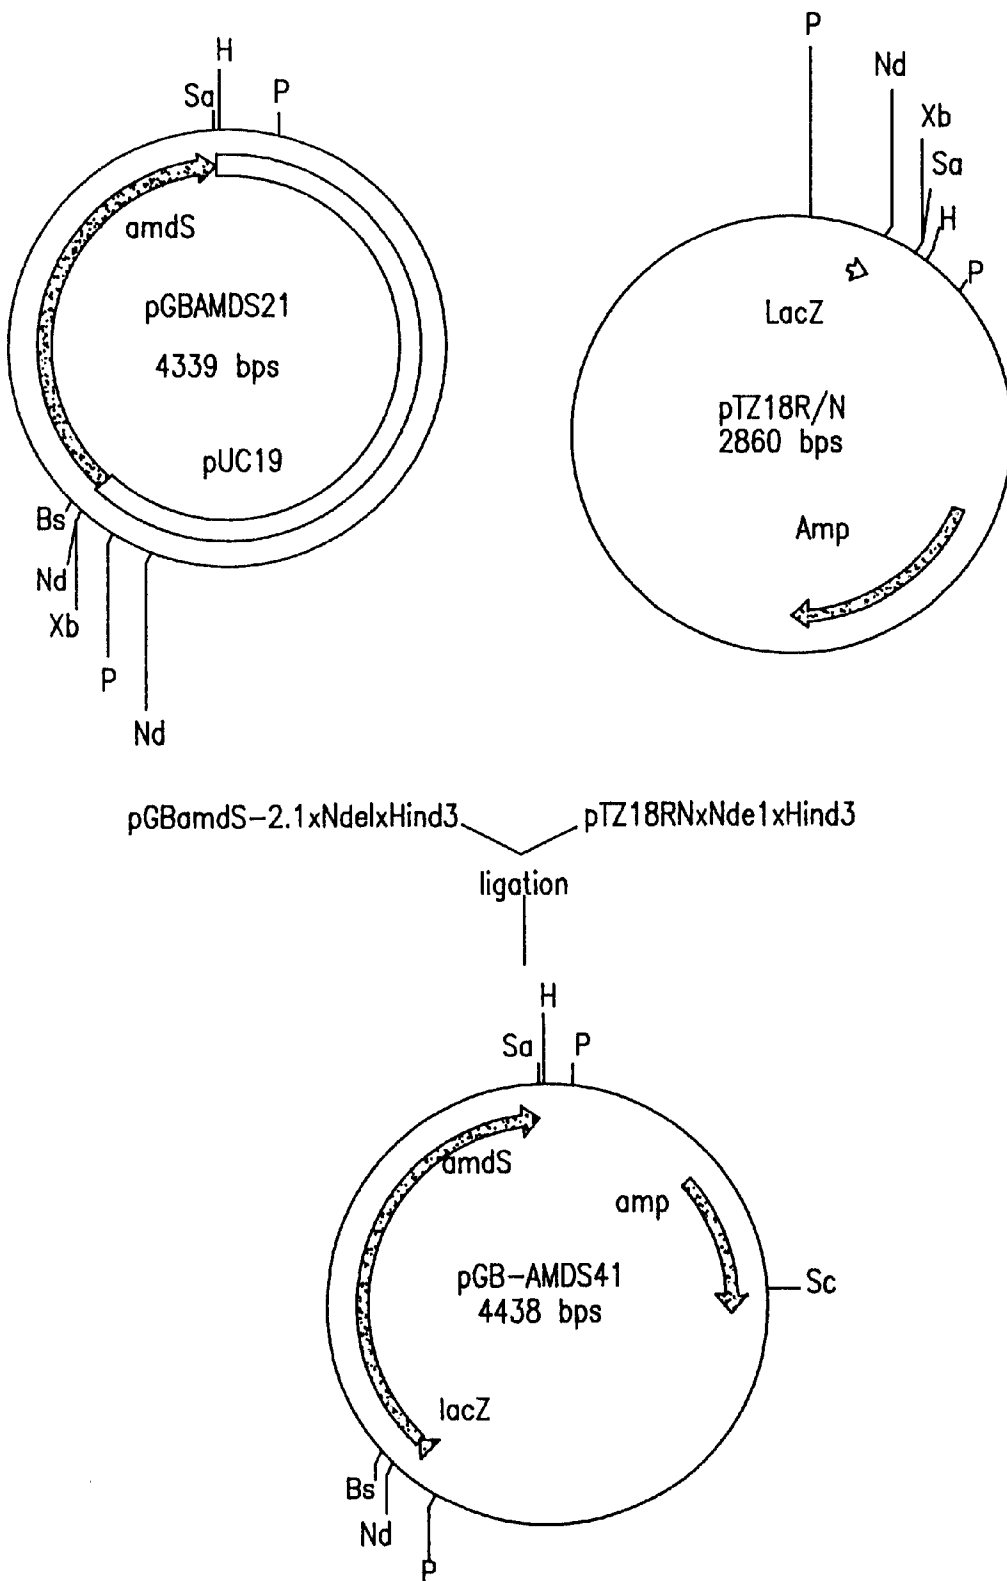 H
Sa
P
amdS
pGBAMDS21
4339 bps
pUC19
Bs
Nd
Xb
P
Nd
P
Nd
Xb
Sa
H
P
LacZ
pTZ18R/N
2860 bps
Amp
pGBamdS-2.1xNdeIxHind3
pTZ18RNxNde1xHind3
ligation
H
Sa
P
amdS
amp
pGB-AMDS41
4438 bps
Sc
lacZ
Bs
Nd
P